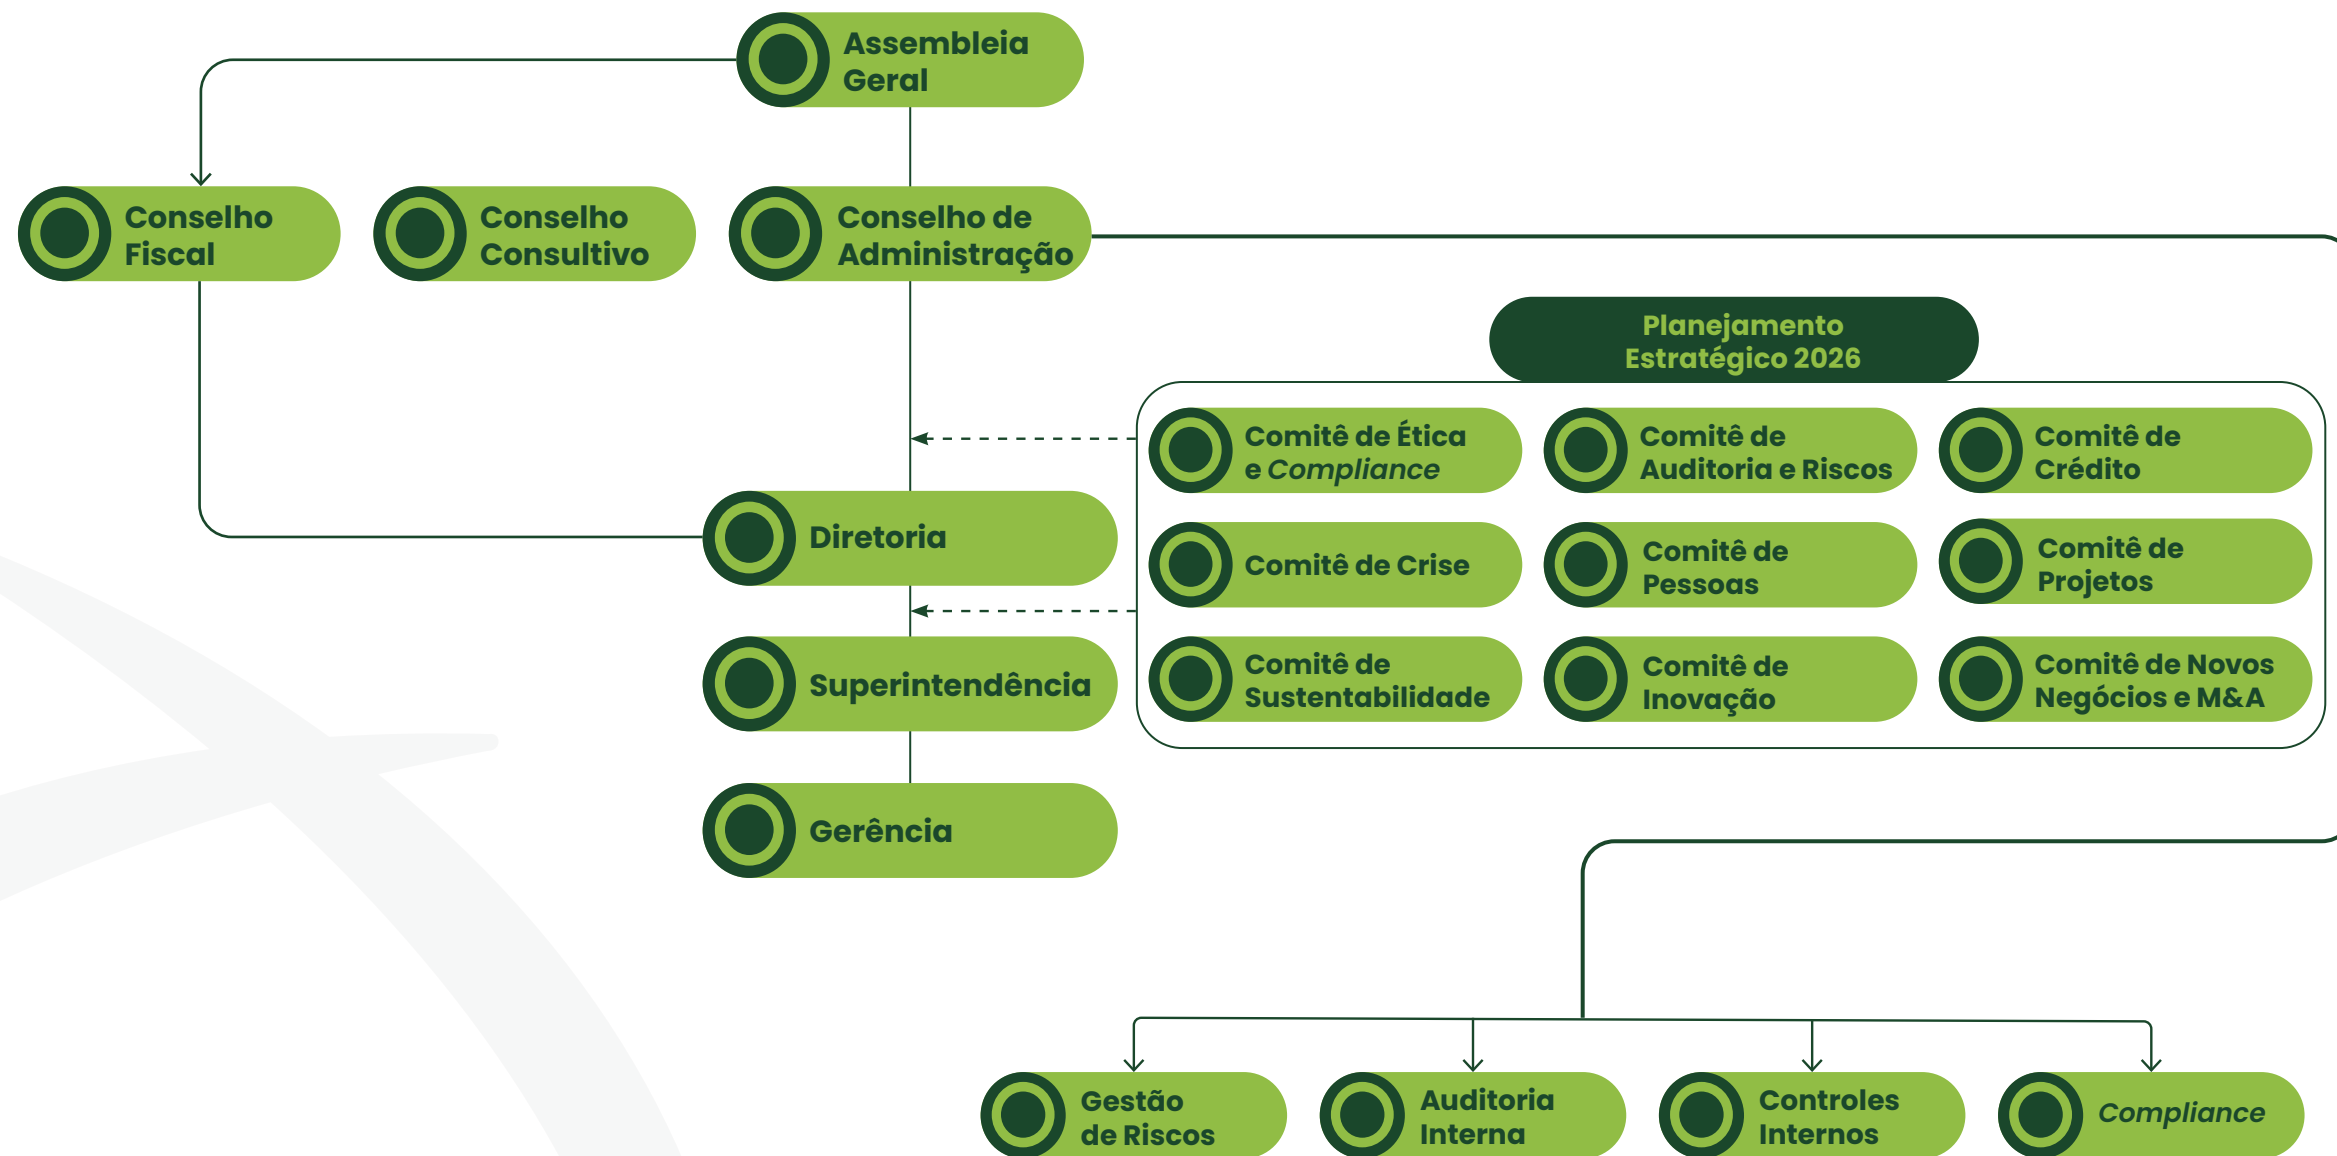 Assembleia
Geral
Conselho
Fiscal
Conselho
Consultivo
Conselho de
Administração
Planejamento
Estratégico 2026
Comitê de Ética
e Compliance
Comitê de
Auditoria e Riscos
Comitê de
Crédito
Diretoria
Comitê de Crise
Comitê de
Pessoas
Comitê de
Projetos
Superintendência
Comitê de
Sustentabilidade
Comitê de
Inovação
Comitê de Novos
Negócios e M&A
Gerência
Gestão
de Riscos
Auditoria
Interna
Controles
Internos
Compliance